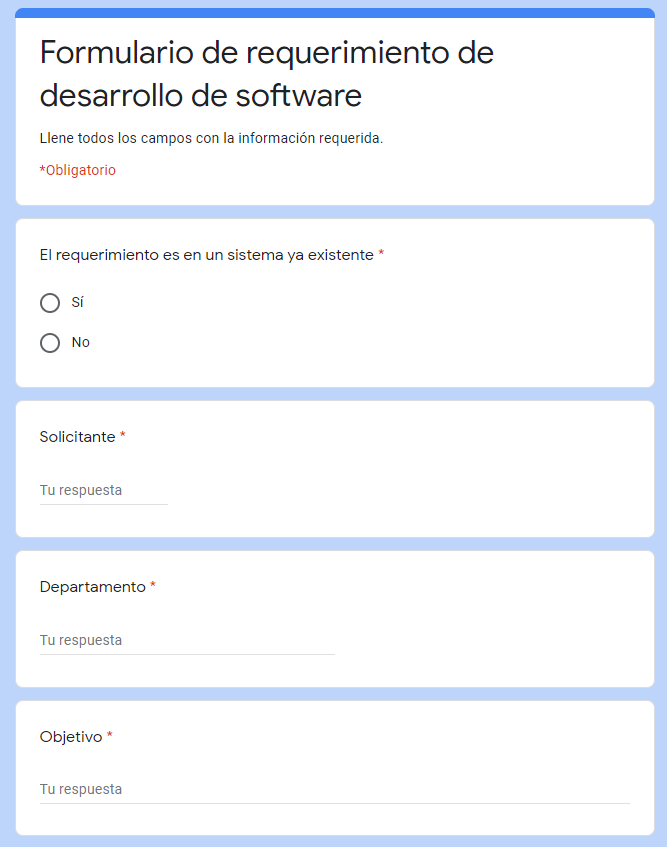 Formulario de requerimiento de
desarrollo de software
Llene todos los campos con la información requerida.
*Obligatorio
El requerimiento es en un sistema ya existente *
Sí
No
Solicitante *
Tu respuesta
Departamento *
Tu respuesta
Objetivo *
Tu respuesta